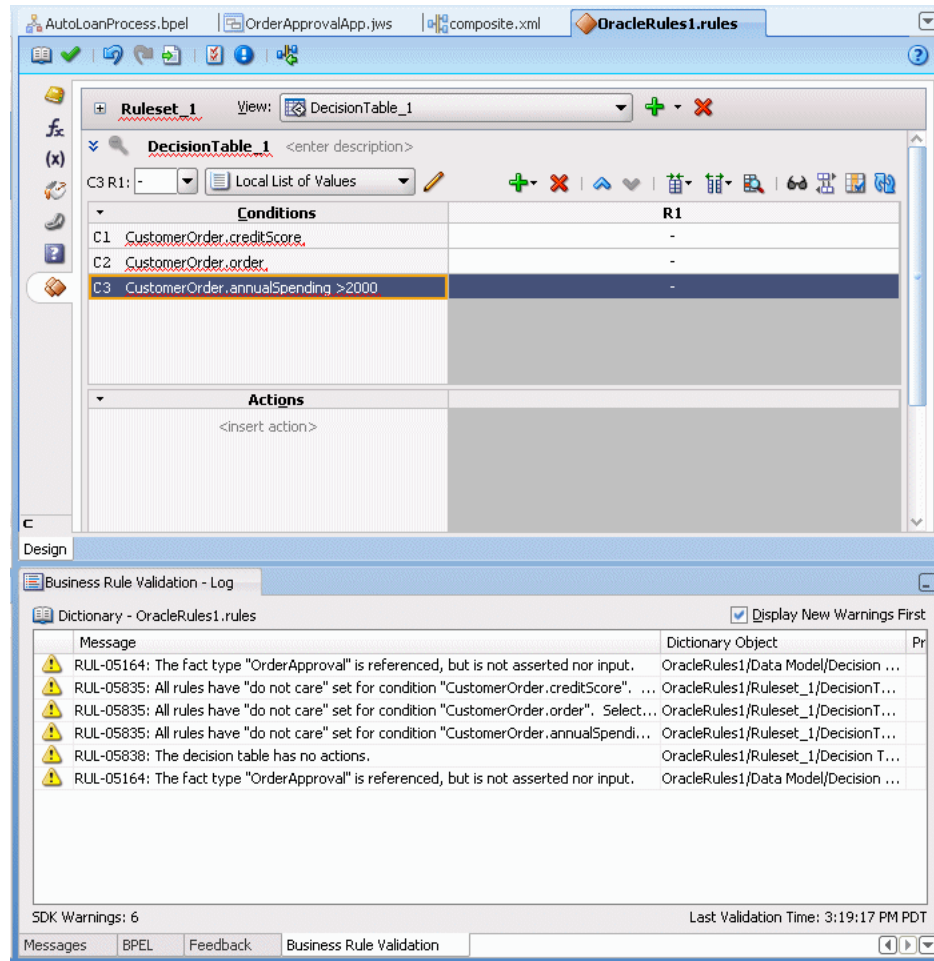 AutoLoanProcess.bpel OrderApprovalApp.jws composite.xml OracleRules1.rules
Ruleset_1 View: DecisionTable_1
fx
(x)
DecisionTable_1 <enter description>
C3 R1: - Local List of Values
Conditions R1
C1 CustomerOrder.creditScore -
C2 CustomerOrder.order -
C3 CustomerOrder.annualSpending >2000 -
Actions
<insert action>
C
Design
Business Rule Validation - Log
Dictionary - OracleRules1.rules Display New Warnings First
Message Dictionary Object Pr
RUL-05164: The fact type "OrderApproval" is referenced, but is not asserted nor input. OracleRules1/Data Model/Decision ...
RUL-05835: All rules have "do not care" set for condition "CustomerOrder.creditScore". ... OracleRules1/Ruleset_1/DecisionT...
RUL-05835: All rules have "do not care" set for condition "CustomerOrder.order". Select... OracleRules1/Ruleset_1/DecisionT...
RUL-05835: All rules have "do not care" set for condition "CustomerOrder.annualSpendi... OracleRules1/Ruleset_1/DecisionT...
RUL-05838: The decision table has no actions. OracleRules1/Ruleset_1/Decision T...
RUL-05164: The fact type "OrderApproval" is referenced, but is not asserted nor input. OracleRules1/Data Model/Decision ...
SDK Warnings: 6 Last Validation Time: 3:19:17 PM PDT
Messages BPEL Feedback Business Rule Validation